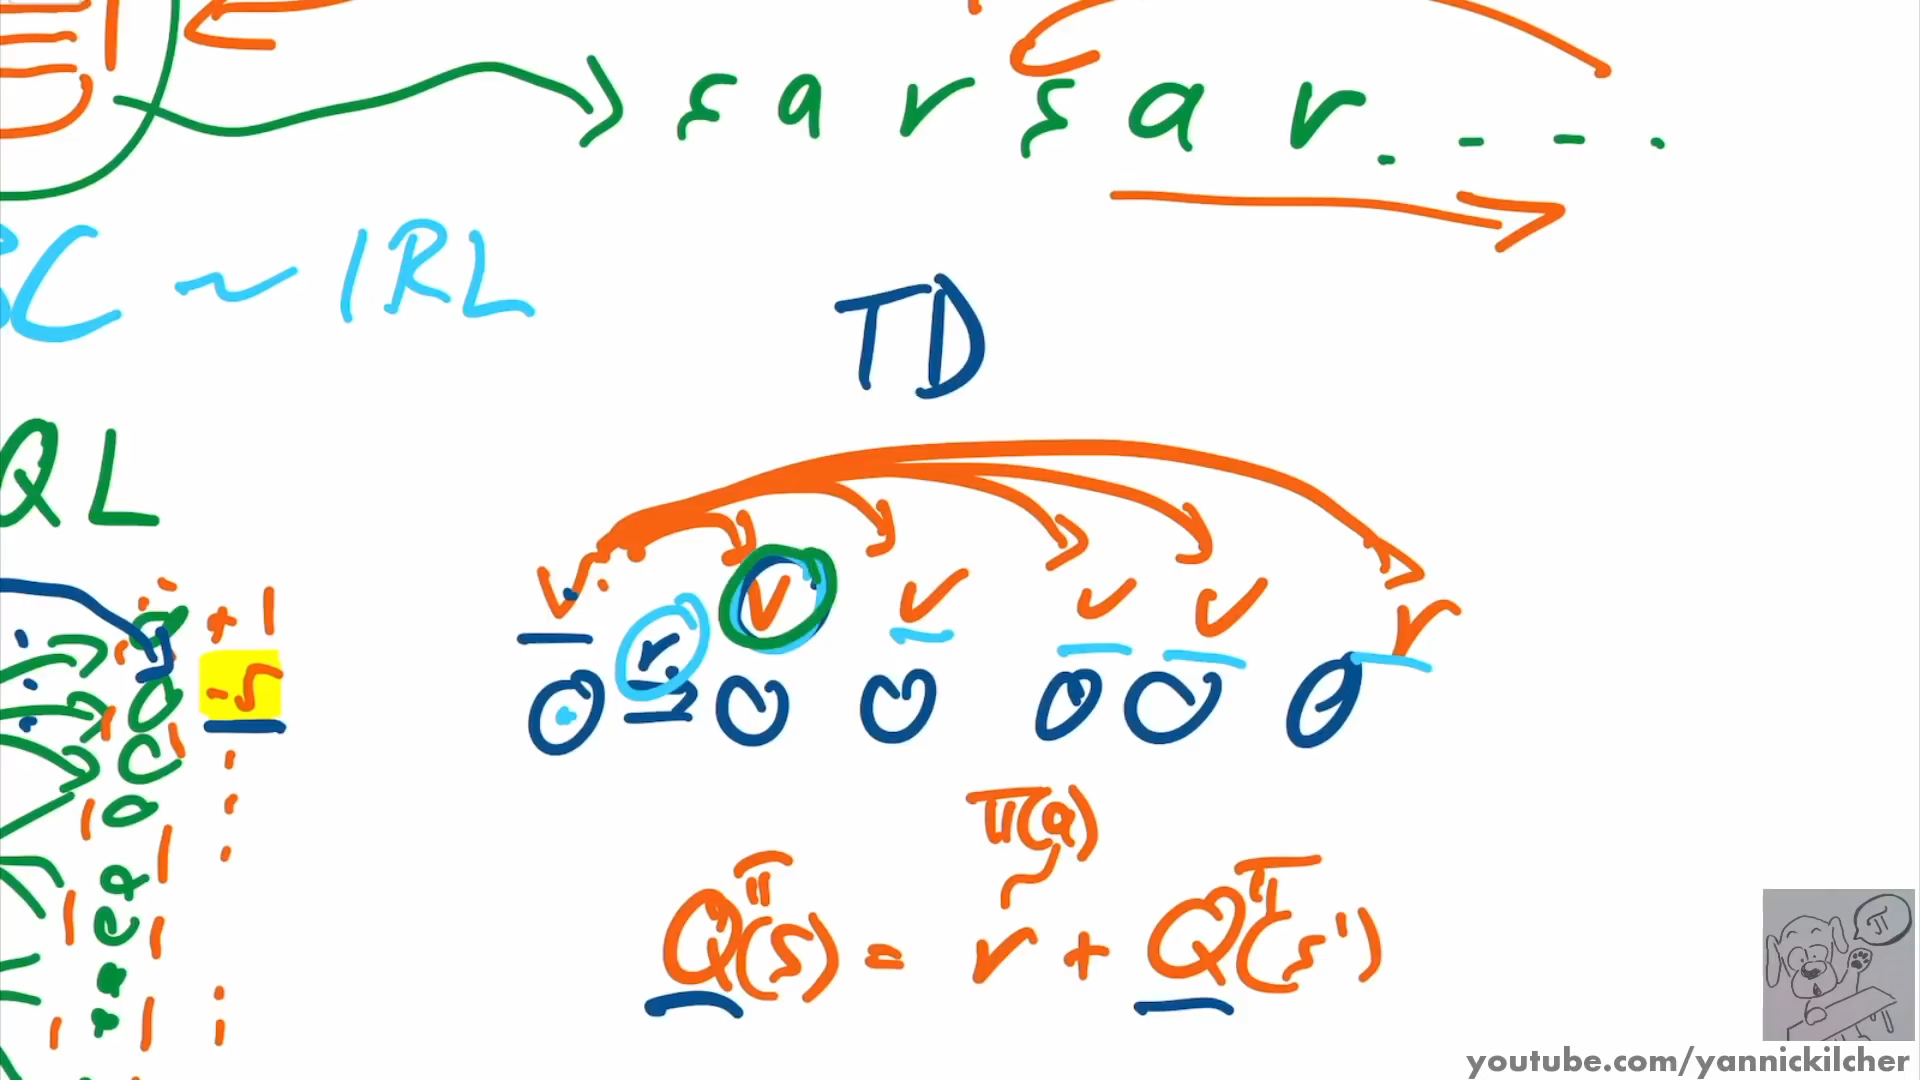 s a r s a r . - - .
C ~ IRL
TD
QL
V V V V V r
r
+1
-5
π(a)
Q^π(s) = r + Q^π(s')
π
youtube.com/yannickilcher